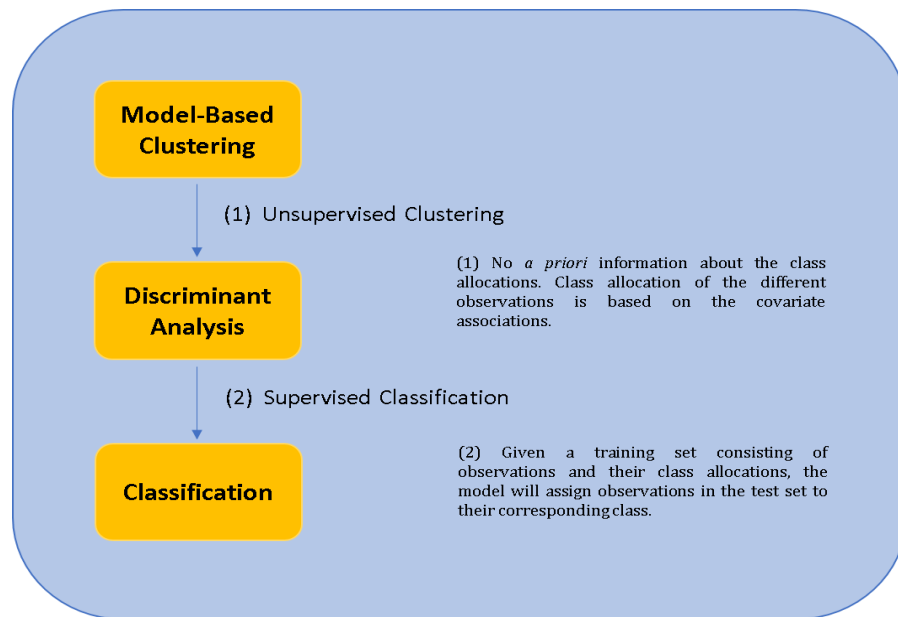 Model-Based
Clustering
(1) Unsupervised Clustering
Discriminant
Analysis
(1) No a priori information about the class
allocations. Class allocation of the different
observations is based on the covariate
associations.
(2) Supervised Classification
Classification
(2) Given a training set consisting of
observations and their class allocations, the
model will assign observations in the test set to
their corresponding class.